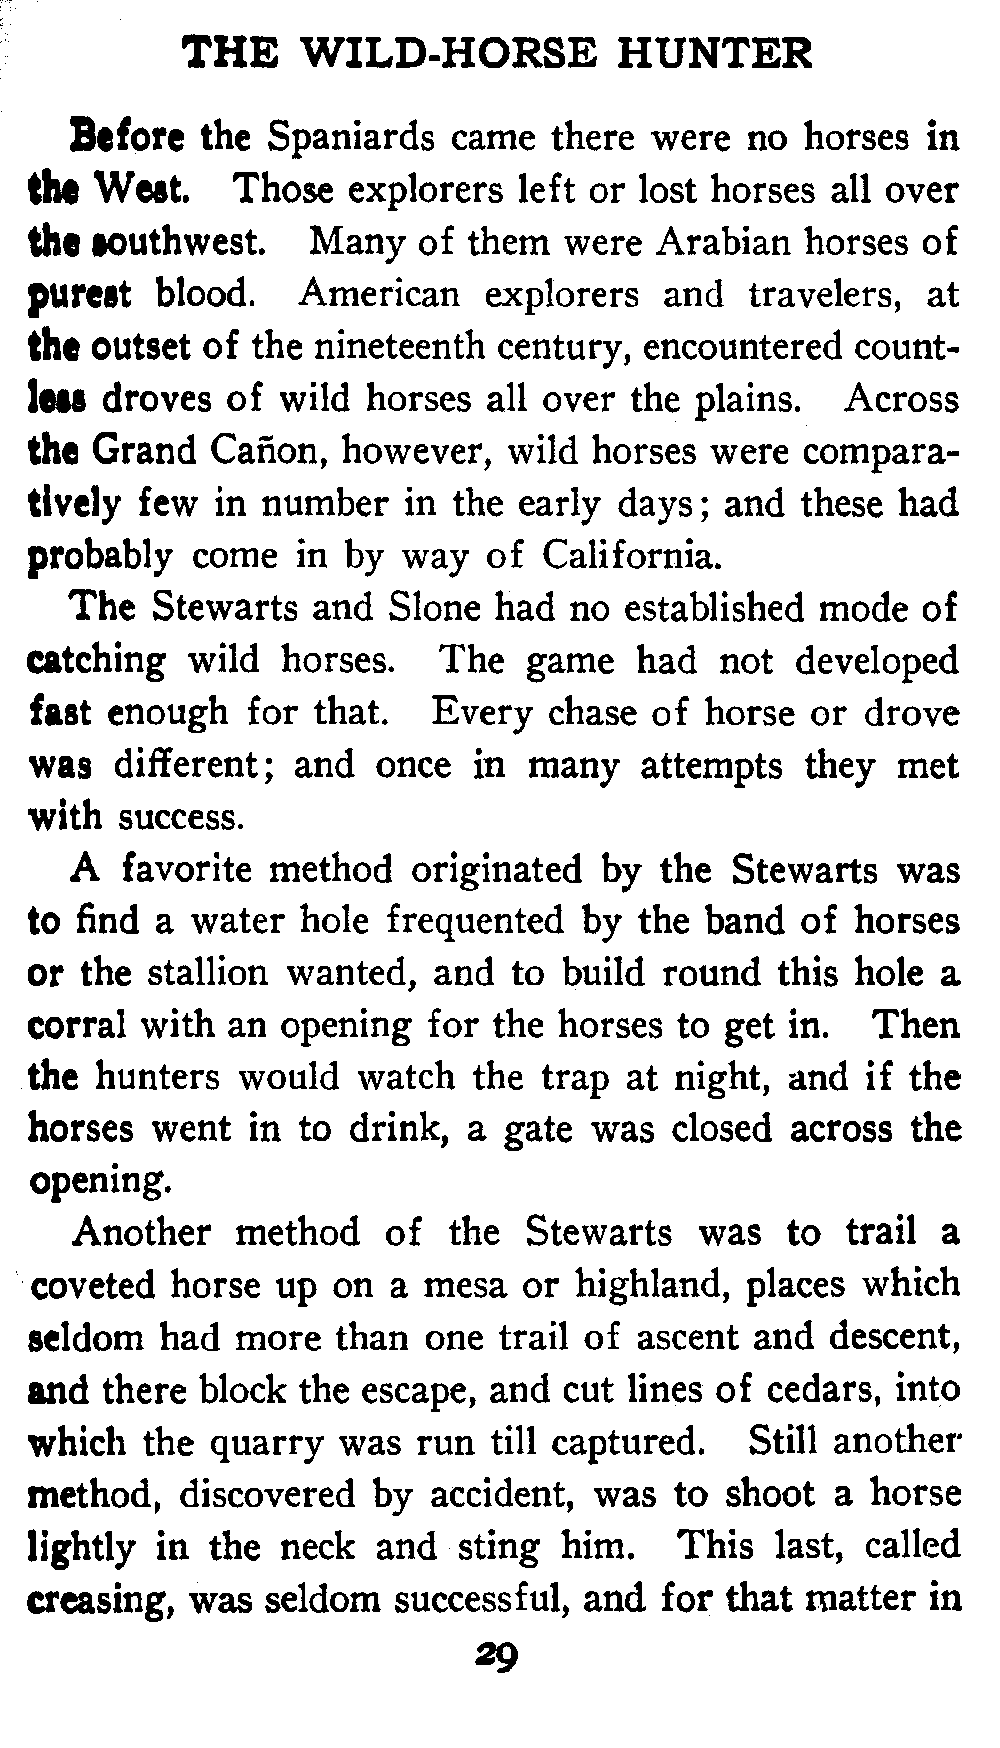 THE WILD-HORSE HUNTER
Before the Spaniards came there were no horses in
the West. Those explorers left or lost horses all over
the southwest. Many of them were Arabian horses of
purest blood. American explorers and travelers, at
the outset of the nineteenth century, encountered count-
less droves of wild horses all over the plains. Across
the Grand Cañon, however, wild horses were compara-
tively few in number in the early days; and these had
probably come in by way of California.
The Stewarts and Slone had no established mode of
catching wild horses. The game had not developed
fast enough for that. Every chase of horse or drove
was different; and once in many attempts they met
with success.
A favorite method originated by the Stewarts was
to find a water hole frequented by the band of horses
or the stallion wanted, and to build round this hole a
corral with an opening for the horses to get in. Then
the hunters would watch the trap at night, and if the
horses went in to drink, a gate was closed across the
opening.
Another method of the Stewarts was to trail a
coveted horse up on a mesa or highland, places which
seldom had more than one trail of ascent and descent,
and there block the escape, and cut lines of cedars, into
which the quarry was run till captured. Still another
method, discovered by accident, was to shoot a horse
lightly in the neck and sting him. This last, called
creasing, was seldom successful, and for that matter in
29